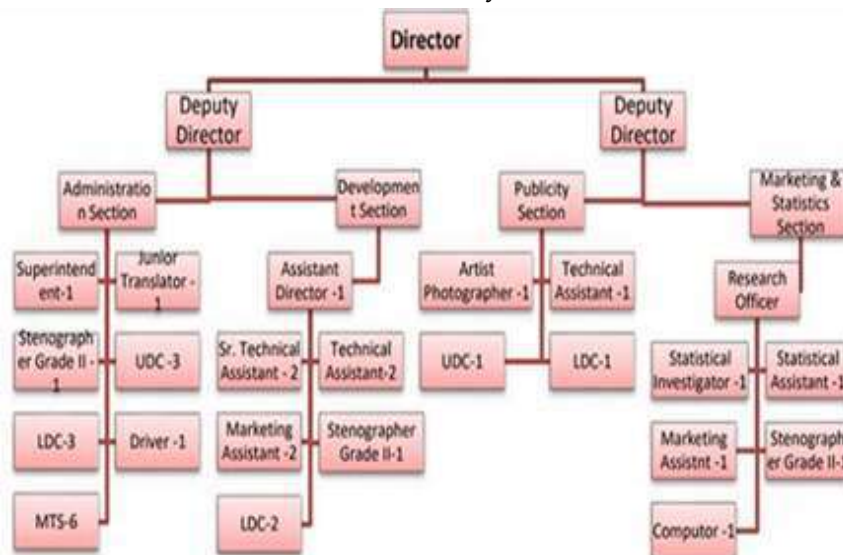 Director
Deputy
Director
Deputy
Director
Administratio
n Section
Developmen
t Section
Publicity
Section
Marketing &
Statistics
Section
Superintend
ent-1
Junior
Translator -
1
Assistant
Director -1
Artist
Photographer -1
Technical
Assistant -1
Research
Officer
Stenograph
er Grade II -
1
UDC -3
Sr. Technical
Assistant - 2
Technical
Assistant-2
UDC-1
LDC-1
Statistical
Investigator -1
Statistical
Assistant -1
LDC-3
Driver -1
Marketing
Assistant -2
Stenographer
Grade II-1
Marketing
Assistnt -1
Stenograph
er Grade II-1
MTS-6
LDC-2
Computor -1